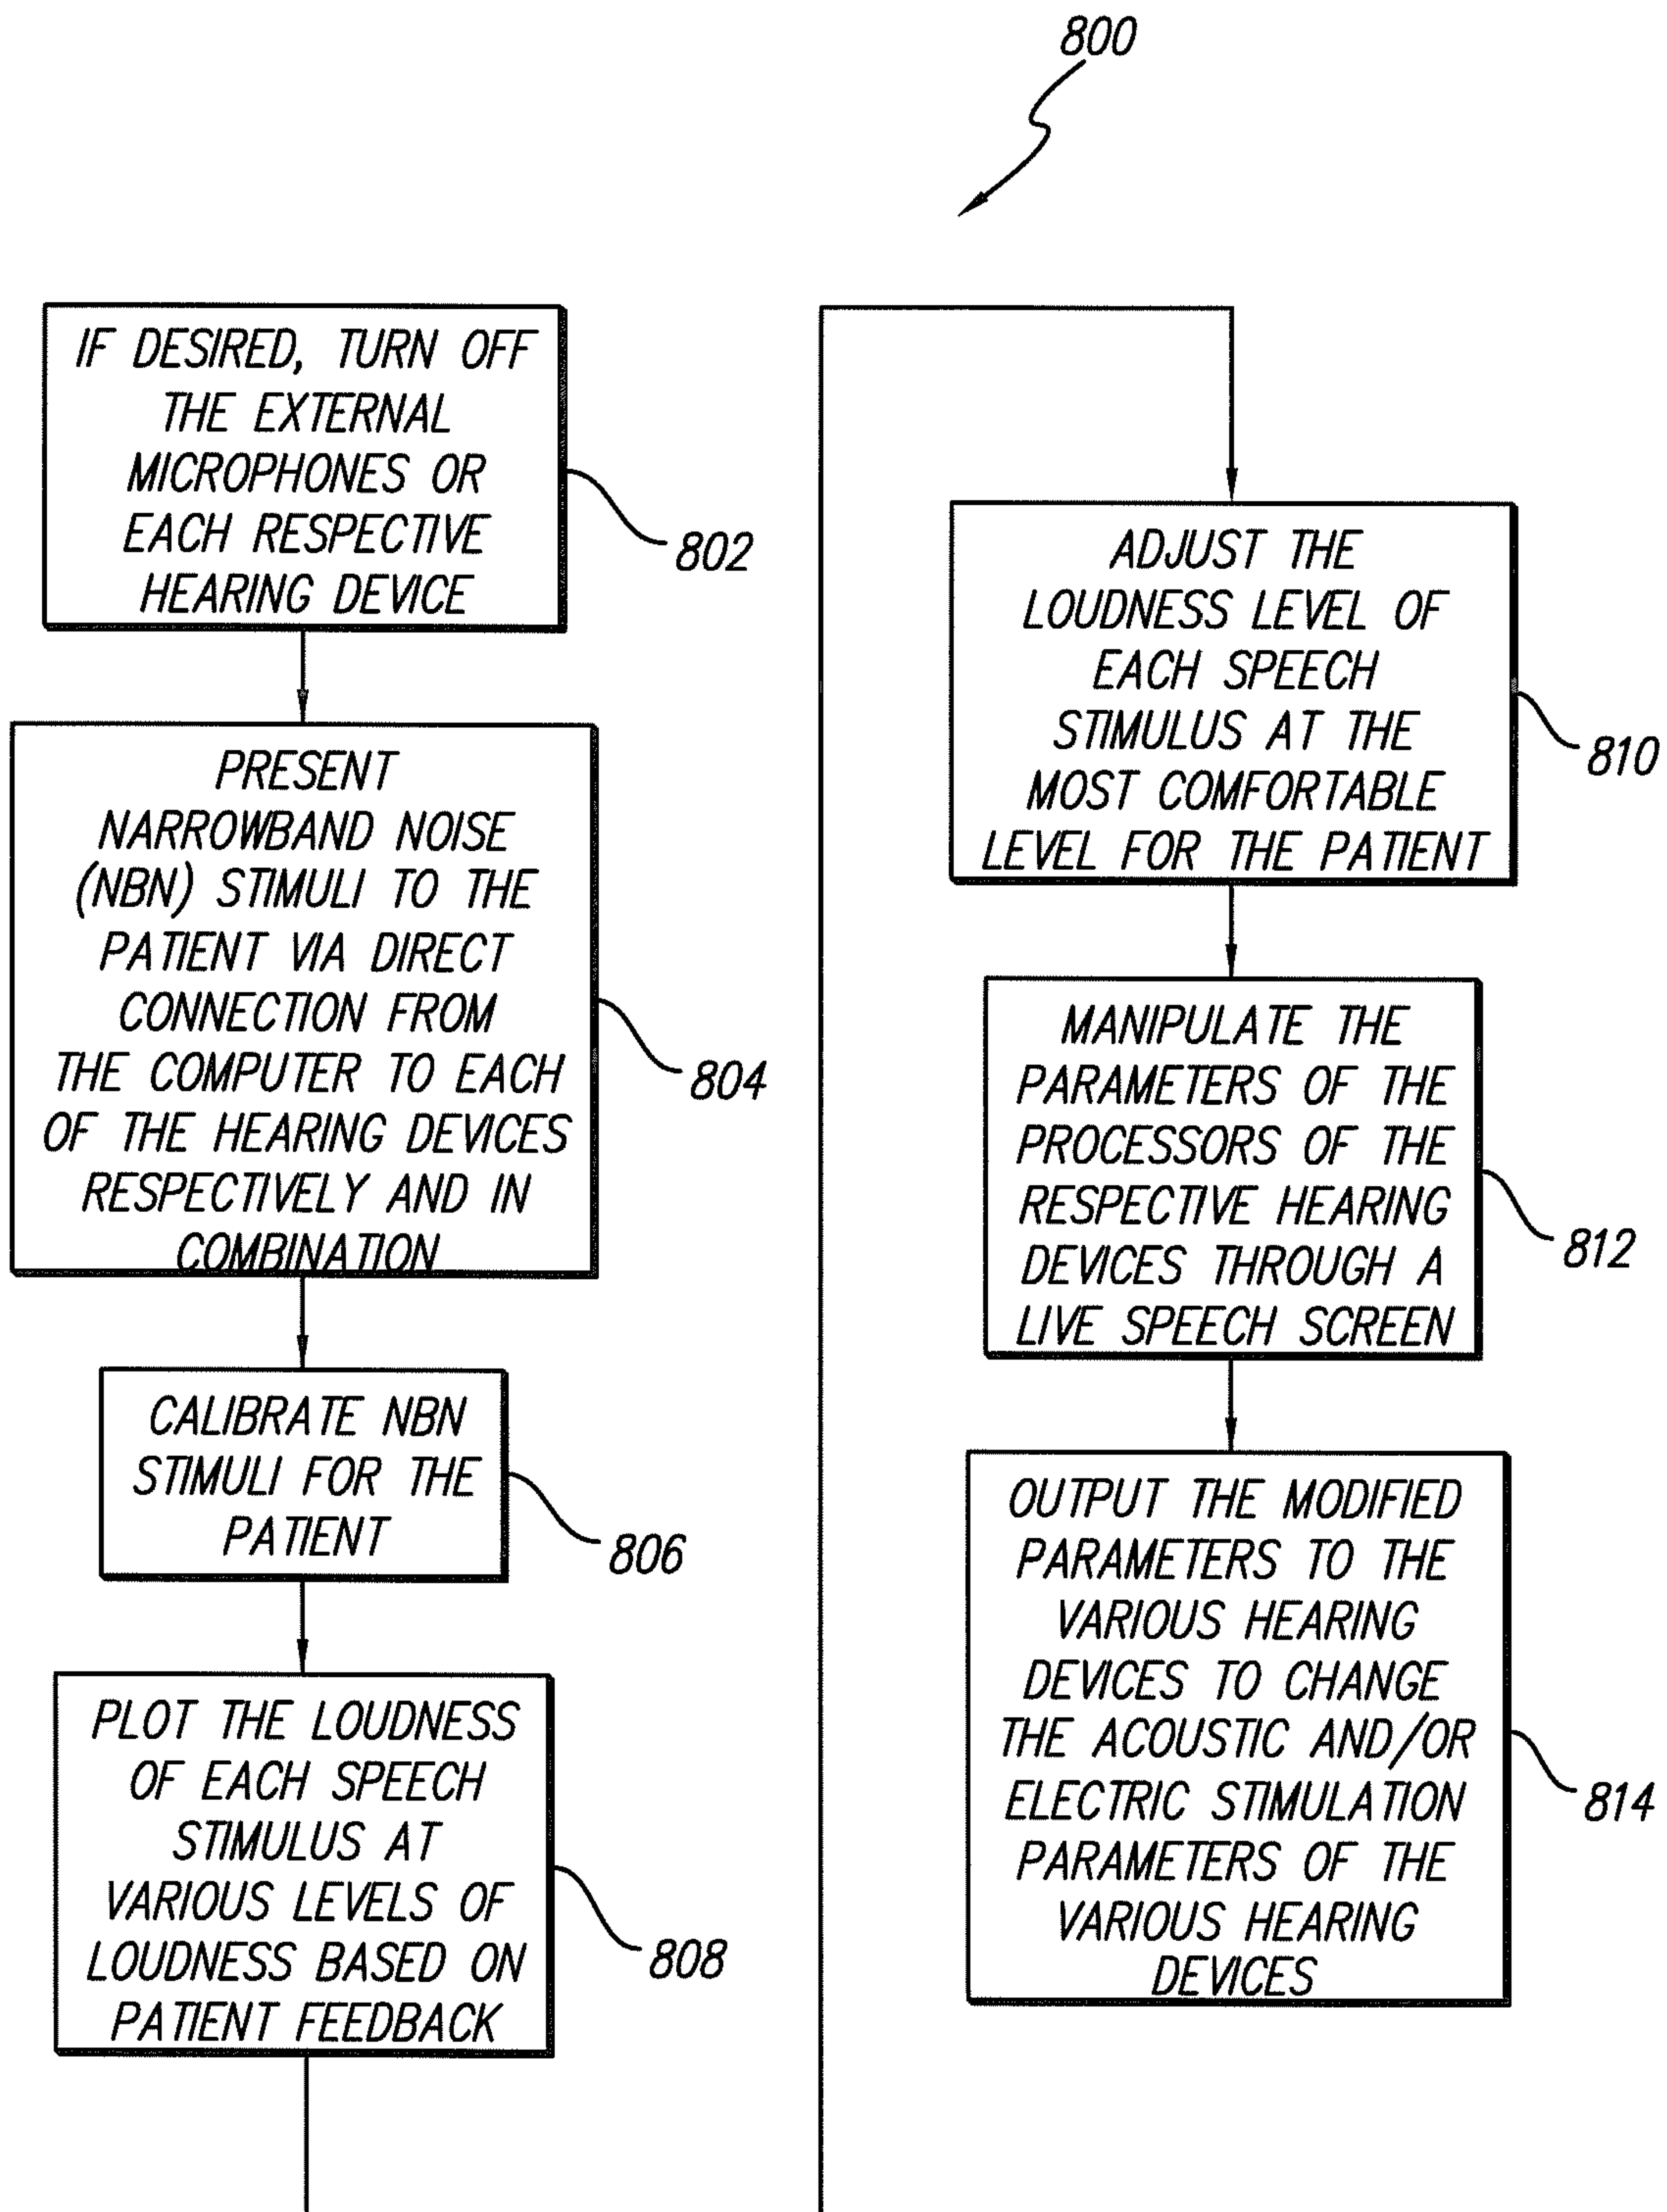 800
IF DESIRED, TURN OFF
THE EXTERNAL
MICROPHONES OR
EACH RESPECTIVE
HEARING DEVICE
802
PRESENT
NARROWBAND NOISE
(NBN) STIMULI TO THE
PATIENT VIA DIRECT
CONNECTION FROM
THE COMPUTER TO EACH
OF THE HEARING DEVICES
RESPECTIVELY AND IN
COMBINATION
804
CALIBRATE NBN
STIMULI FOR THE
PATIENT
806
PLOT THE LOUDNESS
OF EACH SPEECH
STIMULUS AT
VARIOUS LEVELS OF
LOUDNESS BASED ON
PATIENT FEEDBACK
808
ADJUST THE
LOUDNESS LEVEL OF
EACH SPEECH
STIMULUS AT THE
MOST COMFORTABLE
LEVEL FOR THE PATIENT
810
MANIPULATE THE
PARAMETERS OF THE
PROCESSORS OF THE
RESPECTIVE HEARING
DEVICES THROUGH A
LIVE SPEECH SCREEN
812
OUTPUT THE MODIFIED
PARAMETERS TO THE
VARIOUS HEARING
DEVICES TO CHANGE
THE ACOUSTIC AND/OR
ELECTRIC STIMULATION
PARAMETERS OF THE
VARIOUS HEARING
DEVICES
814